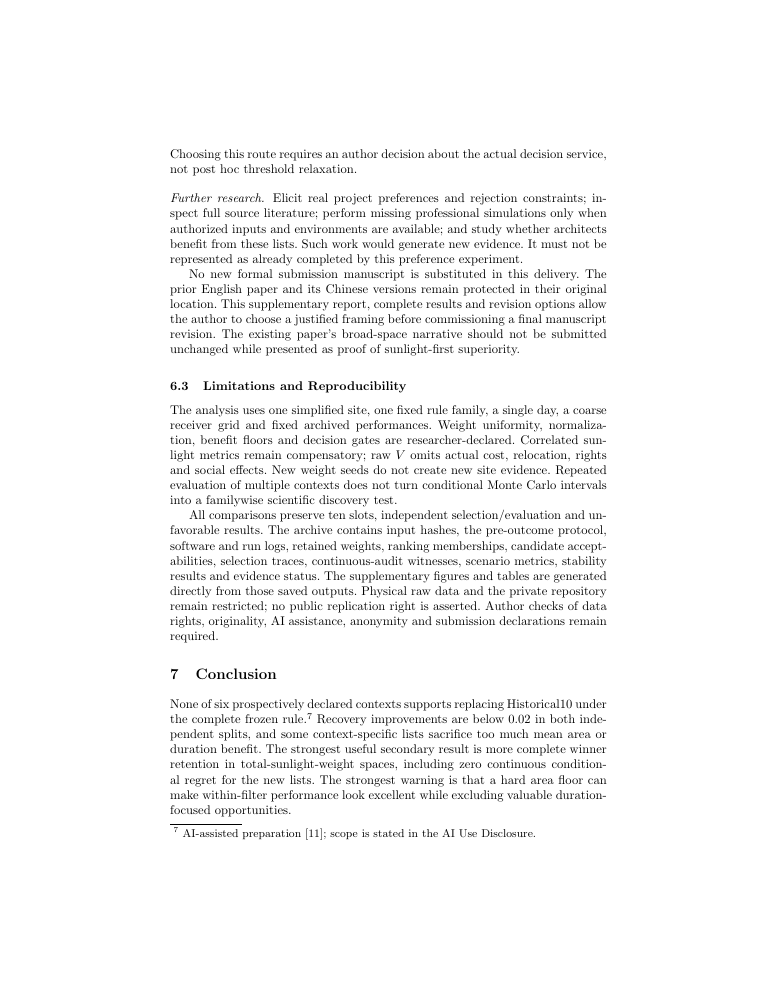 Choosing this route requires an author decision about the actual decision service,
not post hoc threshold relaxation.
Further research. Elicit real project preferences and rejection constraints; in-
spect full source literature; perform missing professional simulations only when
authorized inputs and environments are available; and study whether architects
benefit from these lists. Such work would generate new evidence. It must not be
represented as already completed by this preference experiment.
No new formal submission manuscript is substituted in this delivery. The
prior English paper and its Chinese versions remain protected in their original
location. This supplementary report, complete results and revision options allow
the author to choose a justified framing before commissioning a final manuscript
revision. The existing paper's broad-space narrative should not be submitted
unchanged while presented as proof of sunlight-first superiority.
6.3 Limitations and Reproducibility
The analysis uses one simplified site, one fixed rule family, a single day, a coarse
receiver grid and fixed archived performances. Weight uniformity, normaliza-
tion, benefit floors and decision gates are researcher-declared. Correlated sun-
light metrics remain compensatory; raw V omits actual cost, relocation, rights
and social effects. New weight seeds do not create new site evidence. Repeated
evaluation of multiple contexts does not turn conditional Monte Carlo intervals
into a familywise scientific discovery test.
All comparisons preserve ten slots, independent selection/evaluation and un-
favorable results. The archive contains input hashes, the pre-outcome protocol,
software and run logs, retained weights, ranking memberships, candidate accept-
abilities, selection traces, continuous-audit witnesses, scenario metrics, stability
results and evidence status. The supplementary figures and tables are generated
directly from those saved outputs. Physical raw data and the private repository
remain restricted; no public replication right is asserted. Author checks of data
rights, originality, AI assistance, anonymity and submission declarations remain
required.
7 Conclusion
None of six prospectively declared contexts supports replacing Historical10 under
the complete frozen rule.7 Recovery improvements are below 0.02 in both inde-
pendent splits, and some context-specific lists sacrifice too much mean area or
duration benefit. The strongest useful secondary result is more complete winner
retention in total-sunlight-weight spaces, including zero continuous condition-
al regret for the new lists. The strongest warning is that a hard area floor can
make within-filter performance look excellent while excluding valuable duration-
focused opportunities.
7 AI-assisted preparation [11]; scope is stated in the AI Use Disclosure.